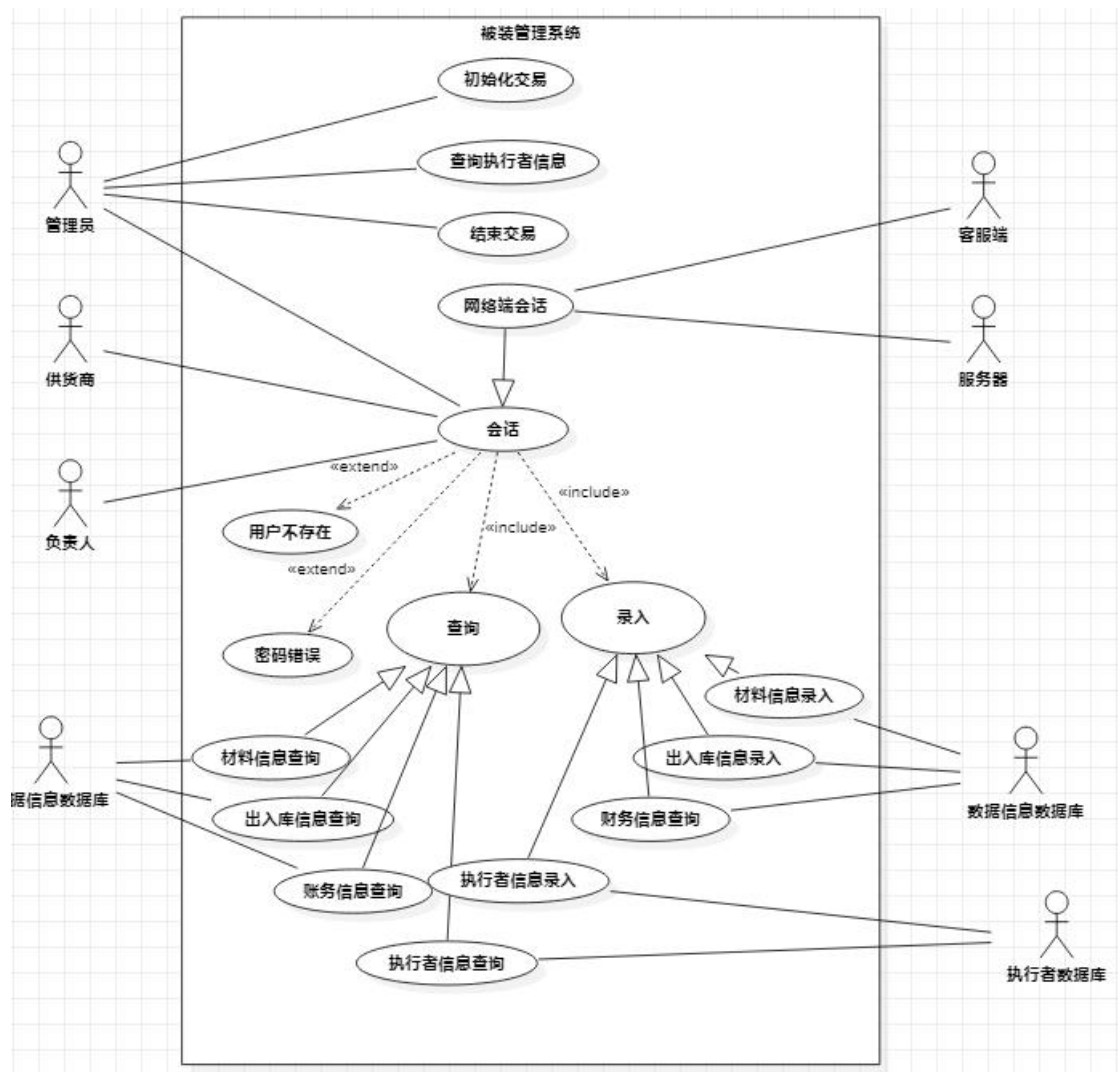 被装管理系统
初始化交易
查询执行者信息
管理员
结束交易
客服端
网络端会话
供货商
服务器
会话
«extend»
«include»
用户不存在
«include»
负责人
«extend»
录入
查询
密码错误
材料信息录入
材料信息查询
出入库信息录入
据信息数据库
出入库信息查询
财务信息查询
数据信息数据库
执行者信息录入
账务信息查询
执行者信息查询
执行者数据库